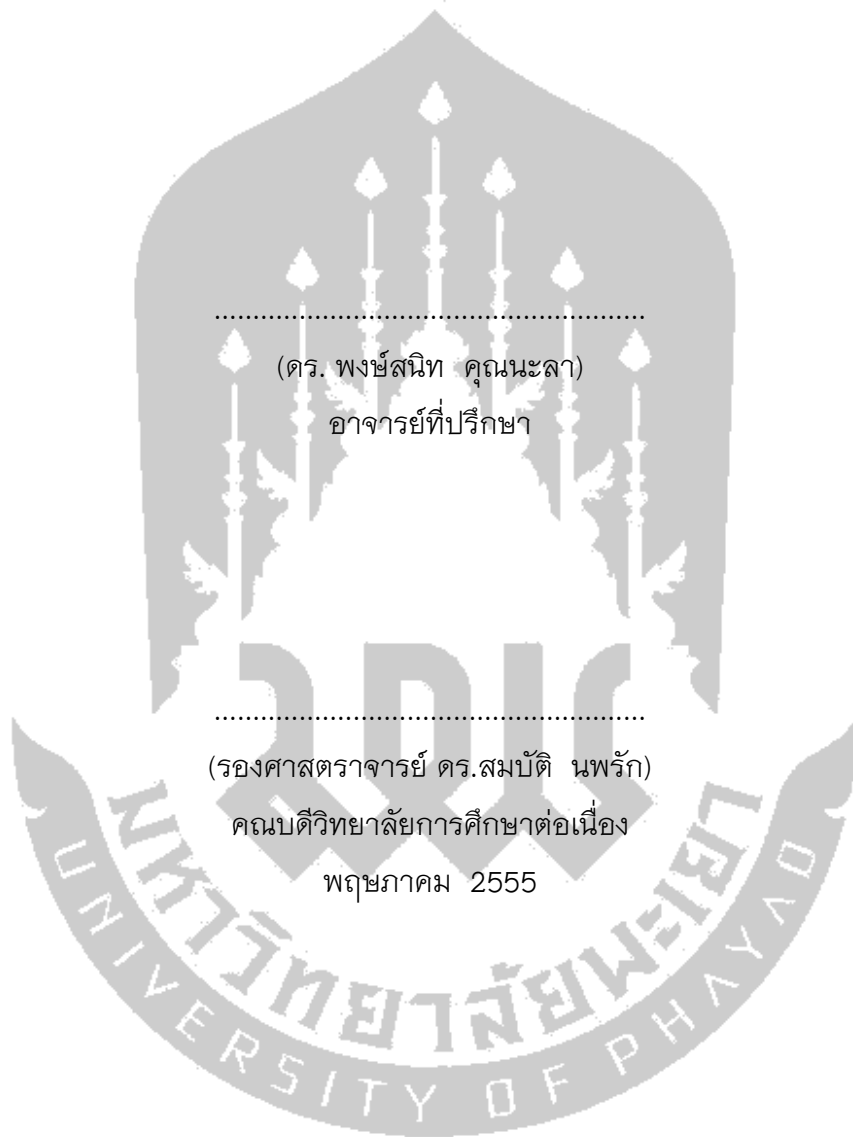 ........................................................
(ดร. พงษ์สนิท คุณนะลา)
อาจารย์ที่ปรึกษา
........................................................
(รองศาสตราจารย์ ดร.สมบัติ นพรัก)
คณบดีวิทยาลัยการศึกษาต่อเนื่อง
พฤษภาคม 2555
มหาวิทยาลัยพะเยา
UNIVERSITY OF PHAYAO